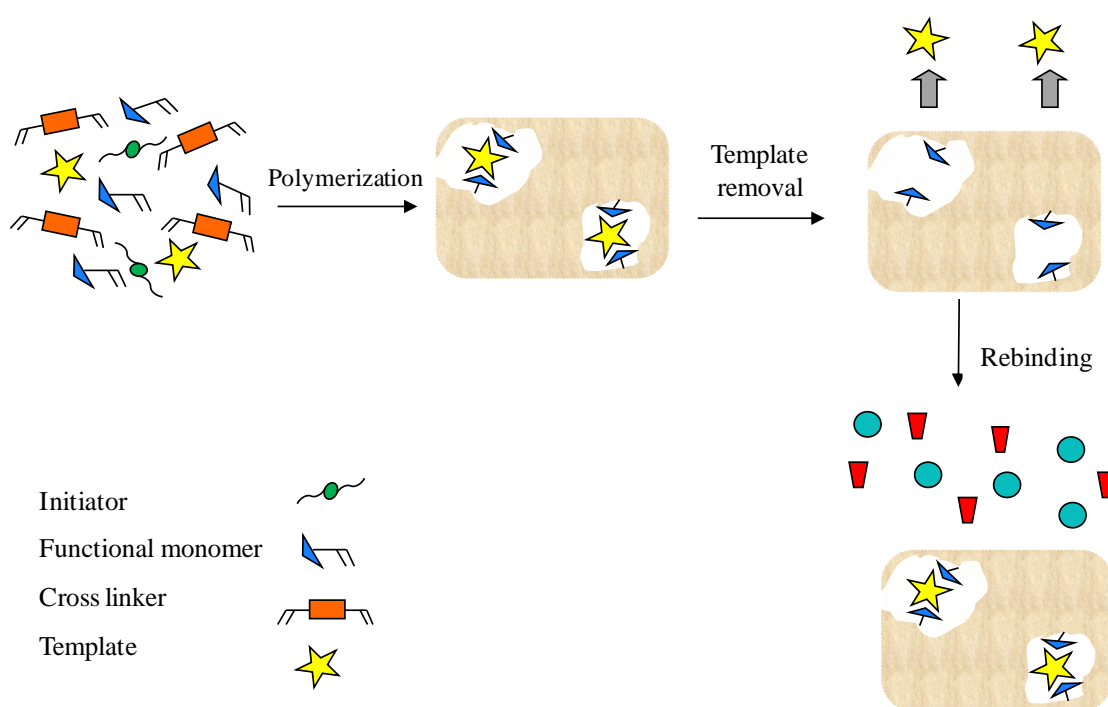 Polymerization
Template
removal
Rebinding
Initiator
Functional monomer
Cross linker
Template